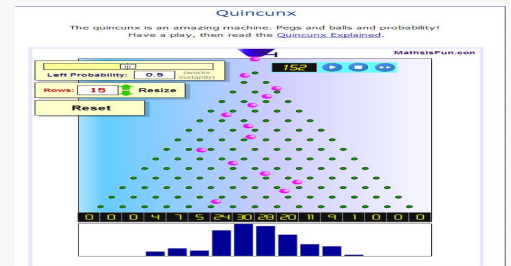 Quincunx
The quincunx is an amazing machine. Pegs and balls and probability!
Have a play, then read the Quincunx Explained.
MathsIsFun.com
152
Left Probability: 0.5 (works instantly)
Rows: 15 Resize
Reset
0 0 0 4 7 5 24 30 28 20 11 9 1 0 0 0